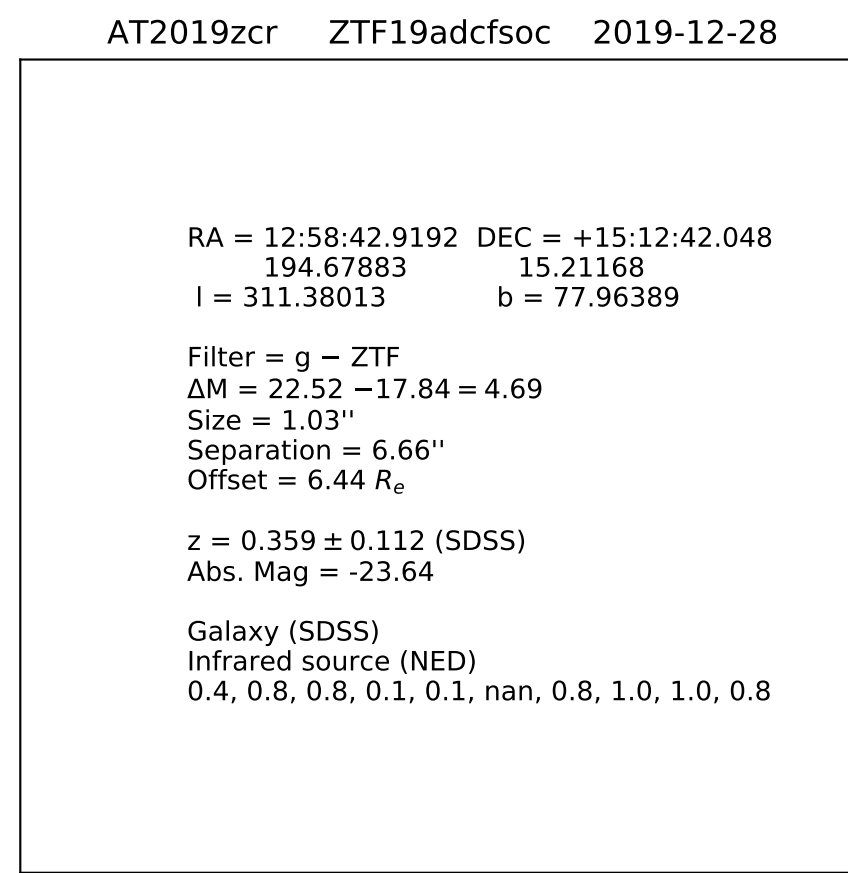 AT2019zcr ZTF19adcfsoc 2019-12-28
RA = 12:58:42.9192 DEC = +15:12:42.048
194.67883 15.21168
l = 311.38013 b = 77.96389
Filter = g − ZTF
ΔM = 22.52 −17.84 = 4.69
Size = 1.03''
Separation = 6.66''
Offset = 6.44 Rₑ
z = 0.359 ± 0.112 (SDSS)
Abs. Mag = -23.64
Galaxy (SDSS)
Infrared source (NED)
0.4, 0.8, 0.8, 0.1, 0.1, nan, 0.8, 1.0, 1.0, 0.8